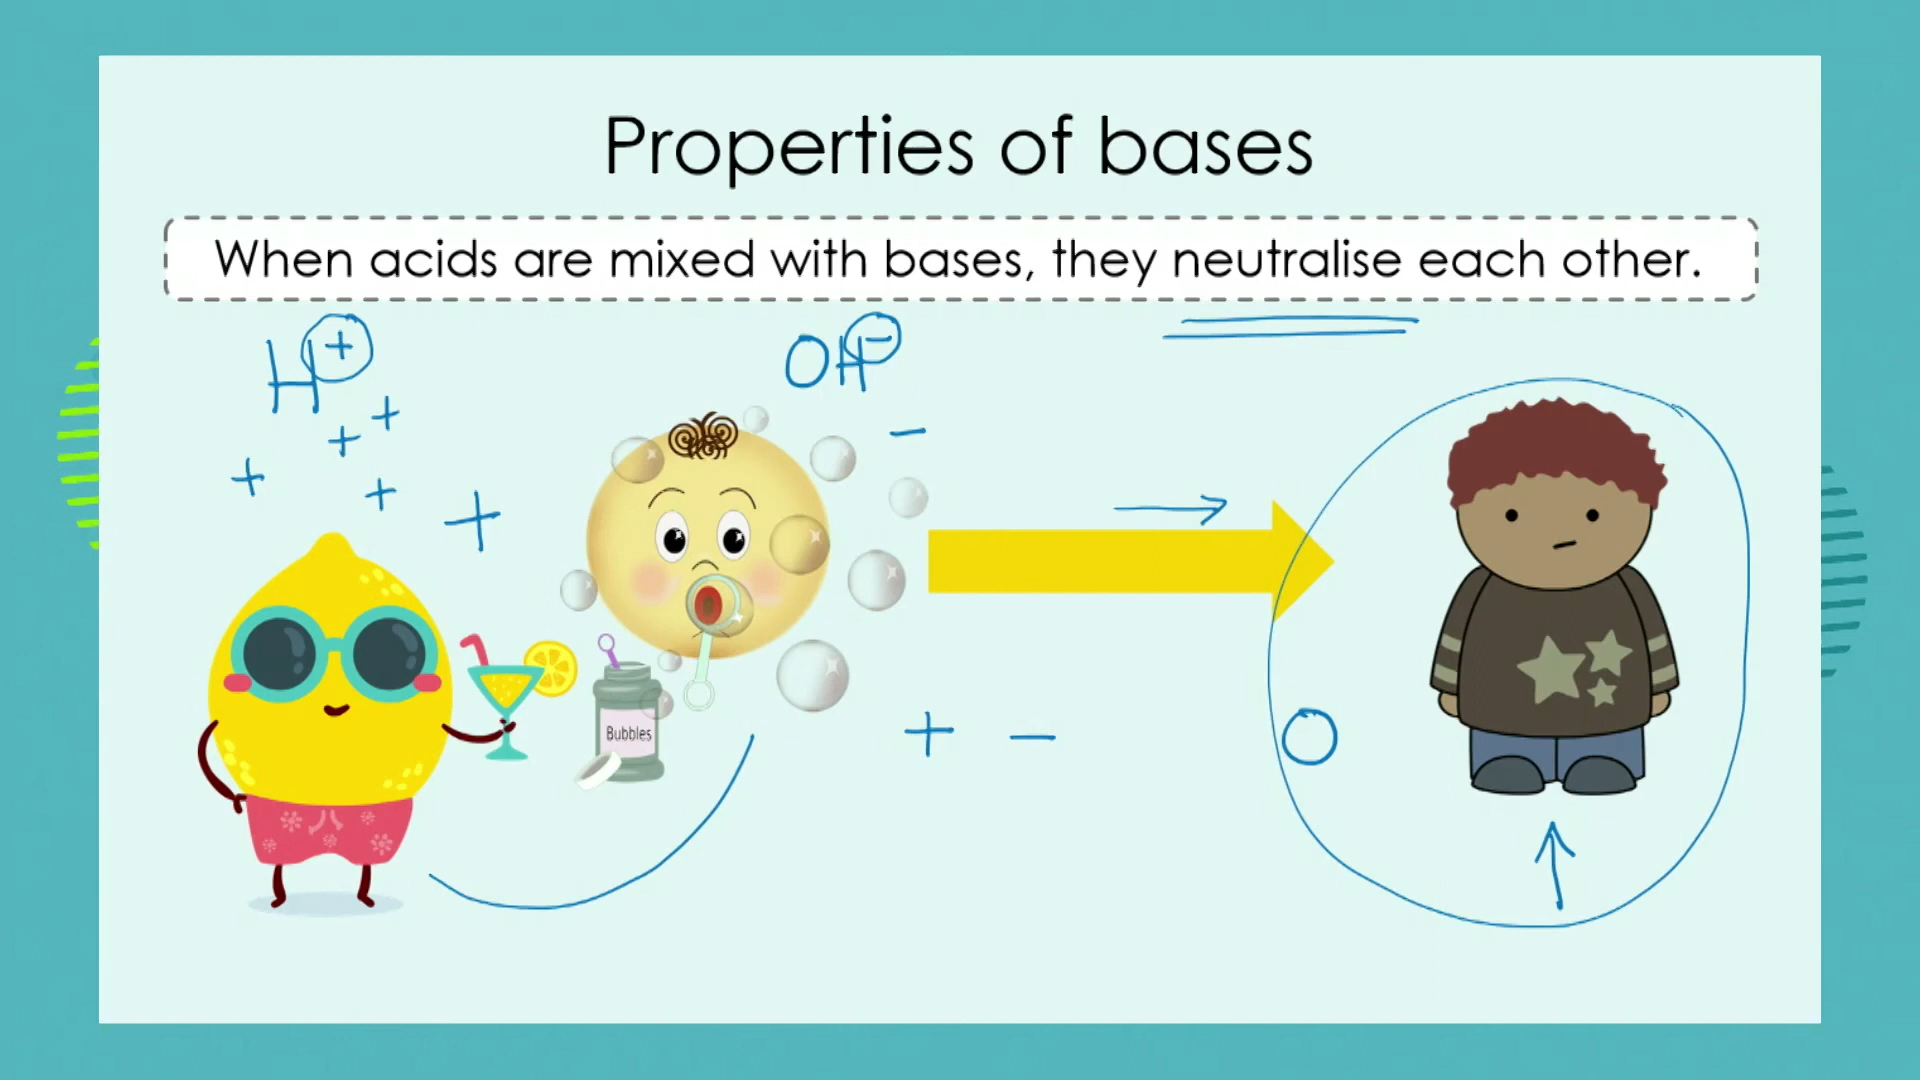 Properties of bases
When acids are mixed with bases, they neutralise each other.
H+ OH-
+ + -
+ + +
Bubbles
+ - O